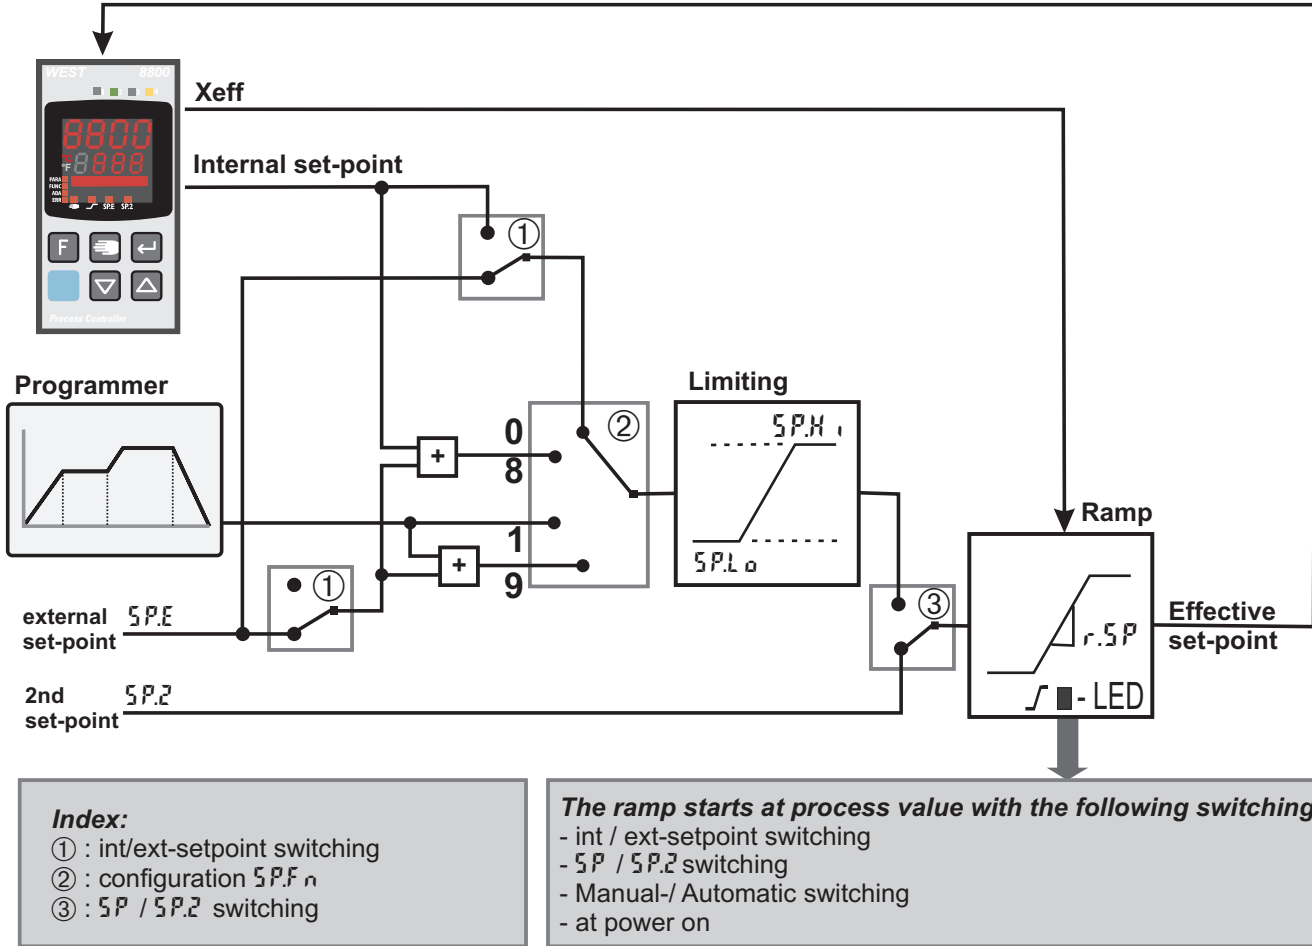 WEST 8800
Xeff
8800
°F 8888
Internal set-point
PARA
FUNC
ADA
ERR
SP.E SP.2
①
F
Process Controller
Programmer
Limiting
0
②
SP.Hi
+
8
1
Ramp
SP.Lo
+
9
①
③
external
set-point
SP.E
r.SP
Effective
set-point
2nd
set-point
SP.2
- LED
Index:
① : int/ext-setpoint switching
② : configuration SP.Fn
③ : SP / SP.2 switching
The ramp starts at process value with the following switching
- int / ext-setpoint switching
- SP / SP.2 switching
- Manual-/ Automatic switching
- at power on